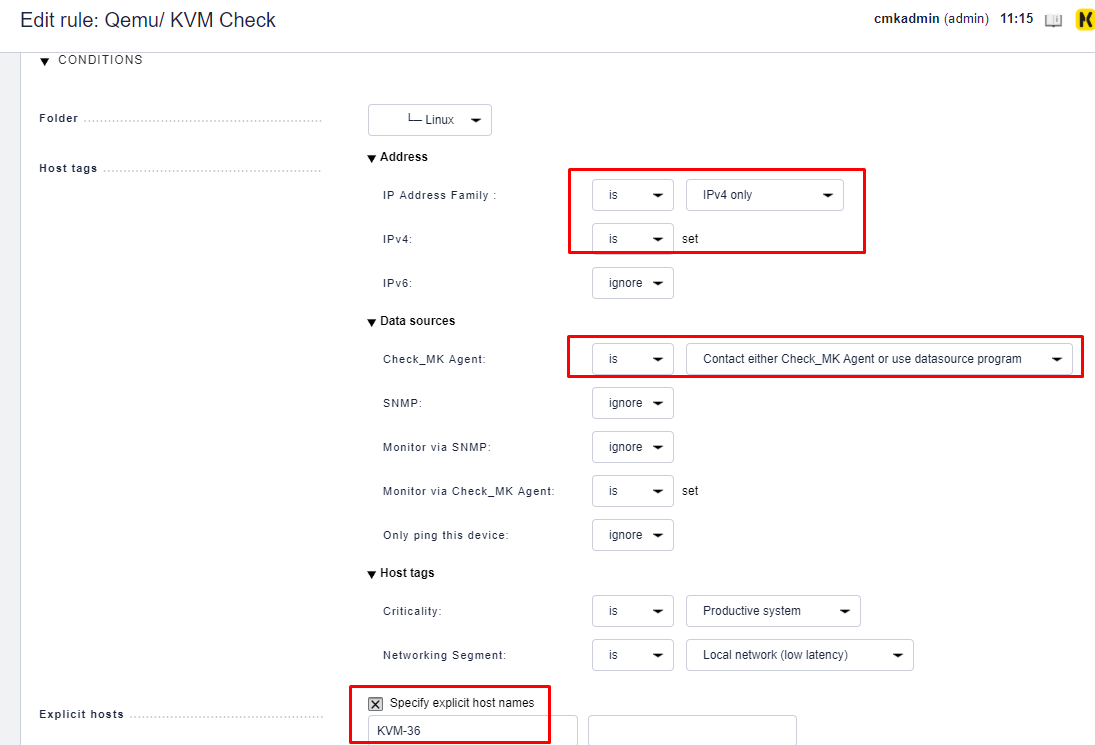 Edit rule: Qemu/ KVM Check
cmkadmin (admin) 11:15
CONDITIONS
Folder
└─ Linux
Host tags
Address
IP Address Family :
is
IPv4 only
IPv4:
is
set
IPv6:
ignore
Data sources
Check_MK Agent:
is
Contact either Check_MK Agent or use datasource program
SNMP:
ignore
Monitor via SNMP:
ignore
Monitor via Check_MK Agent:
is
set
Only ping this device:
ignore
Host tags
Criticality:
is
Productive system
Networking Segment:
is
Local network (low latency)
Explicit hosts
Specify explicit host names
KVM-36